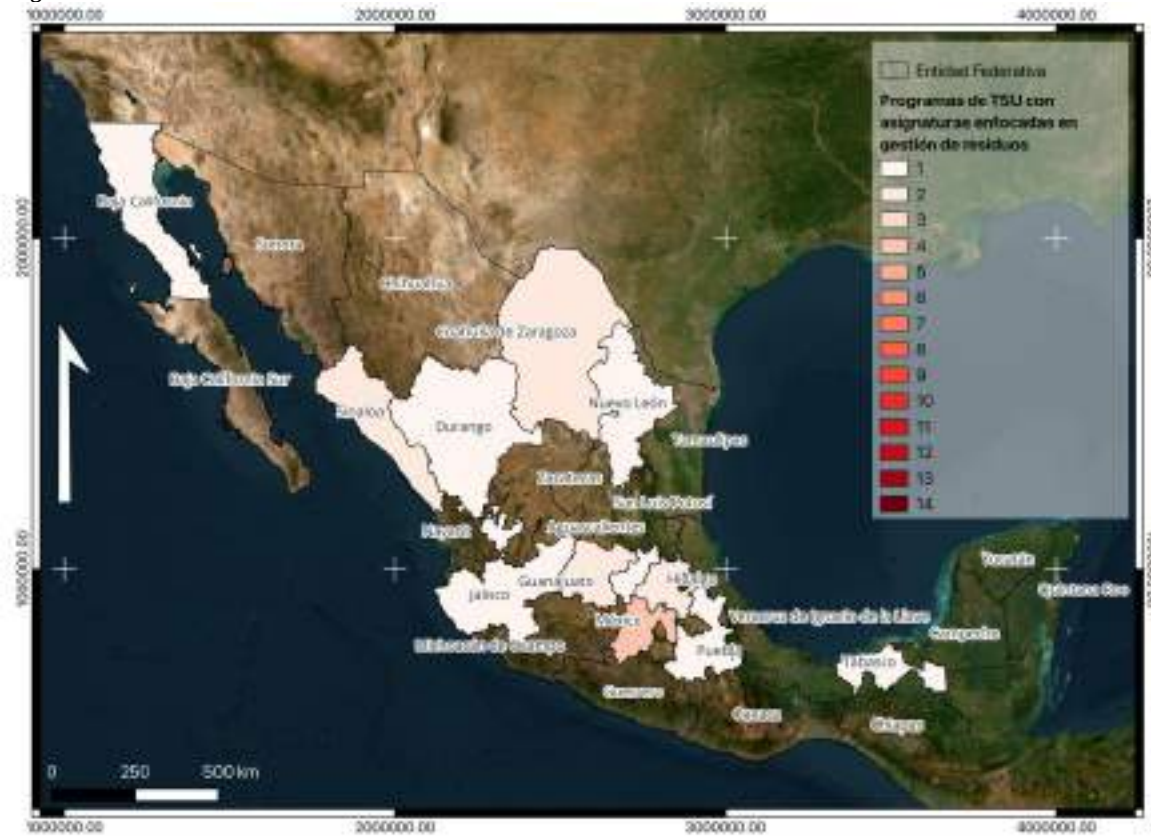 1000000.00 2000000.00 3000000.00 4000000.00
Entidad Federativa
Programas de TSU con
asignaturas enfocadas en
gestión de residuos
1
2
3
4
5
6
7
8
9
10
11
12
13
14
2000000.00
1000000.00
Baja California
Sonora
Chihuahua
Coahuila de Zaragoza
Baja California Sur
Sinaloa
Nuevo León
Durango
Tamaulipas
Zacatecas
San Luis Potosí
Aguascalientes
Nayarit
Yucatán
Quintana Roo
Guanajuato
Hidalgo
Jalisco
México
Veracruz de Ignacio de la Llave
Campeche
Michoacán de Ocampo
Puebla
Tabasco
Guerrero
Oaxaca
Chiapas
0 250 500 km
1000000.00 2000000.00 3000000.00 4000000.00